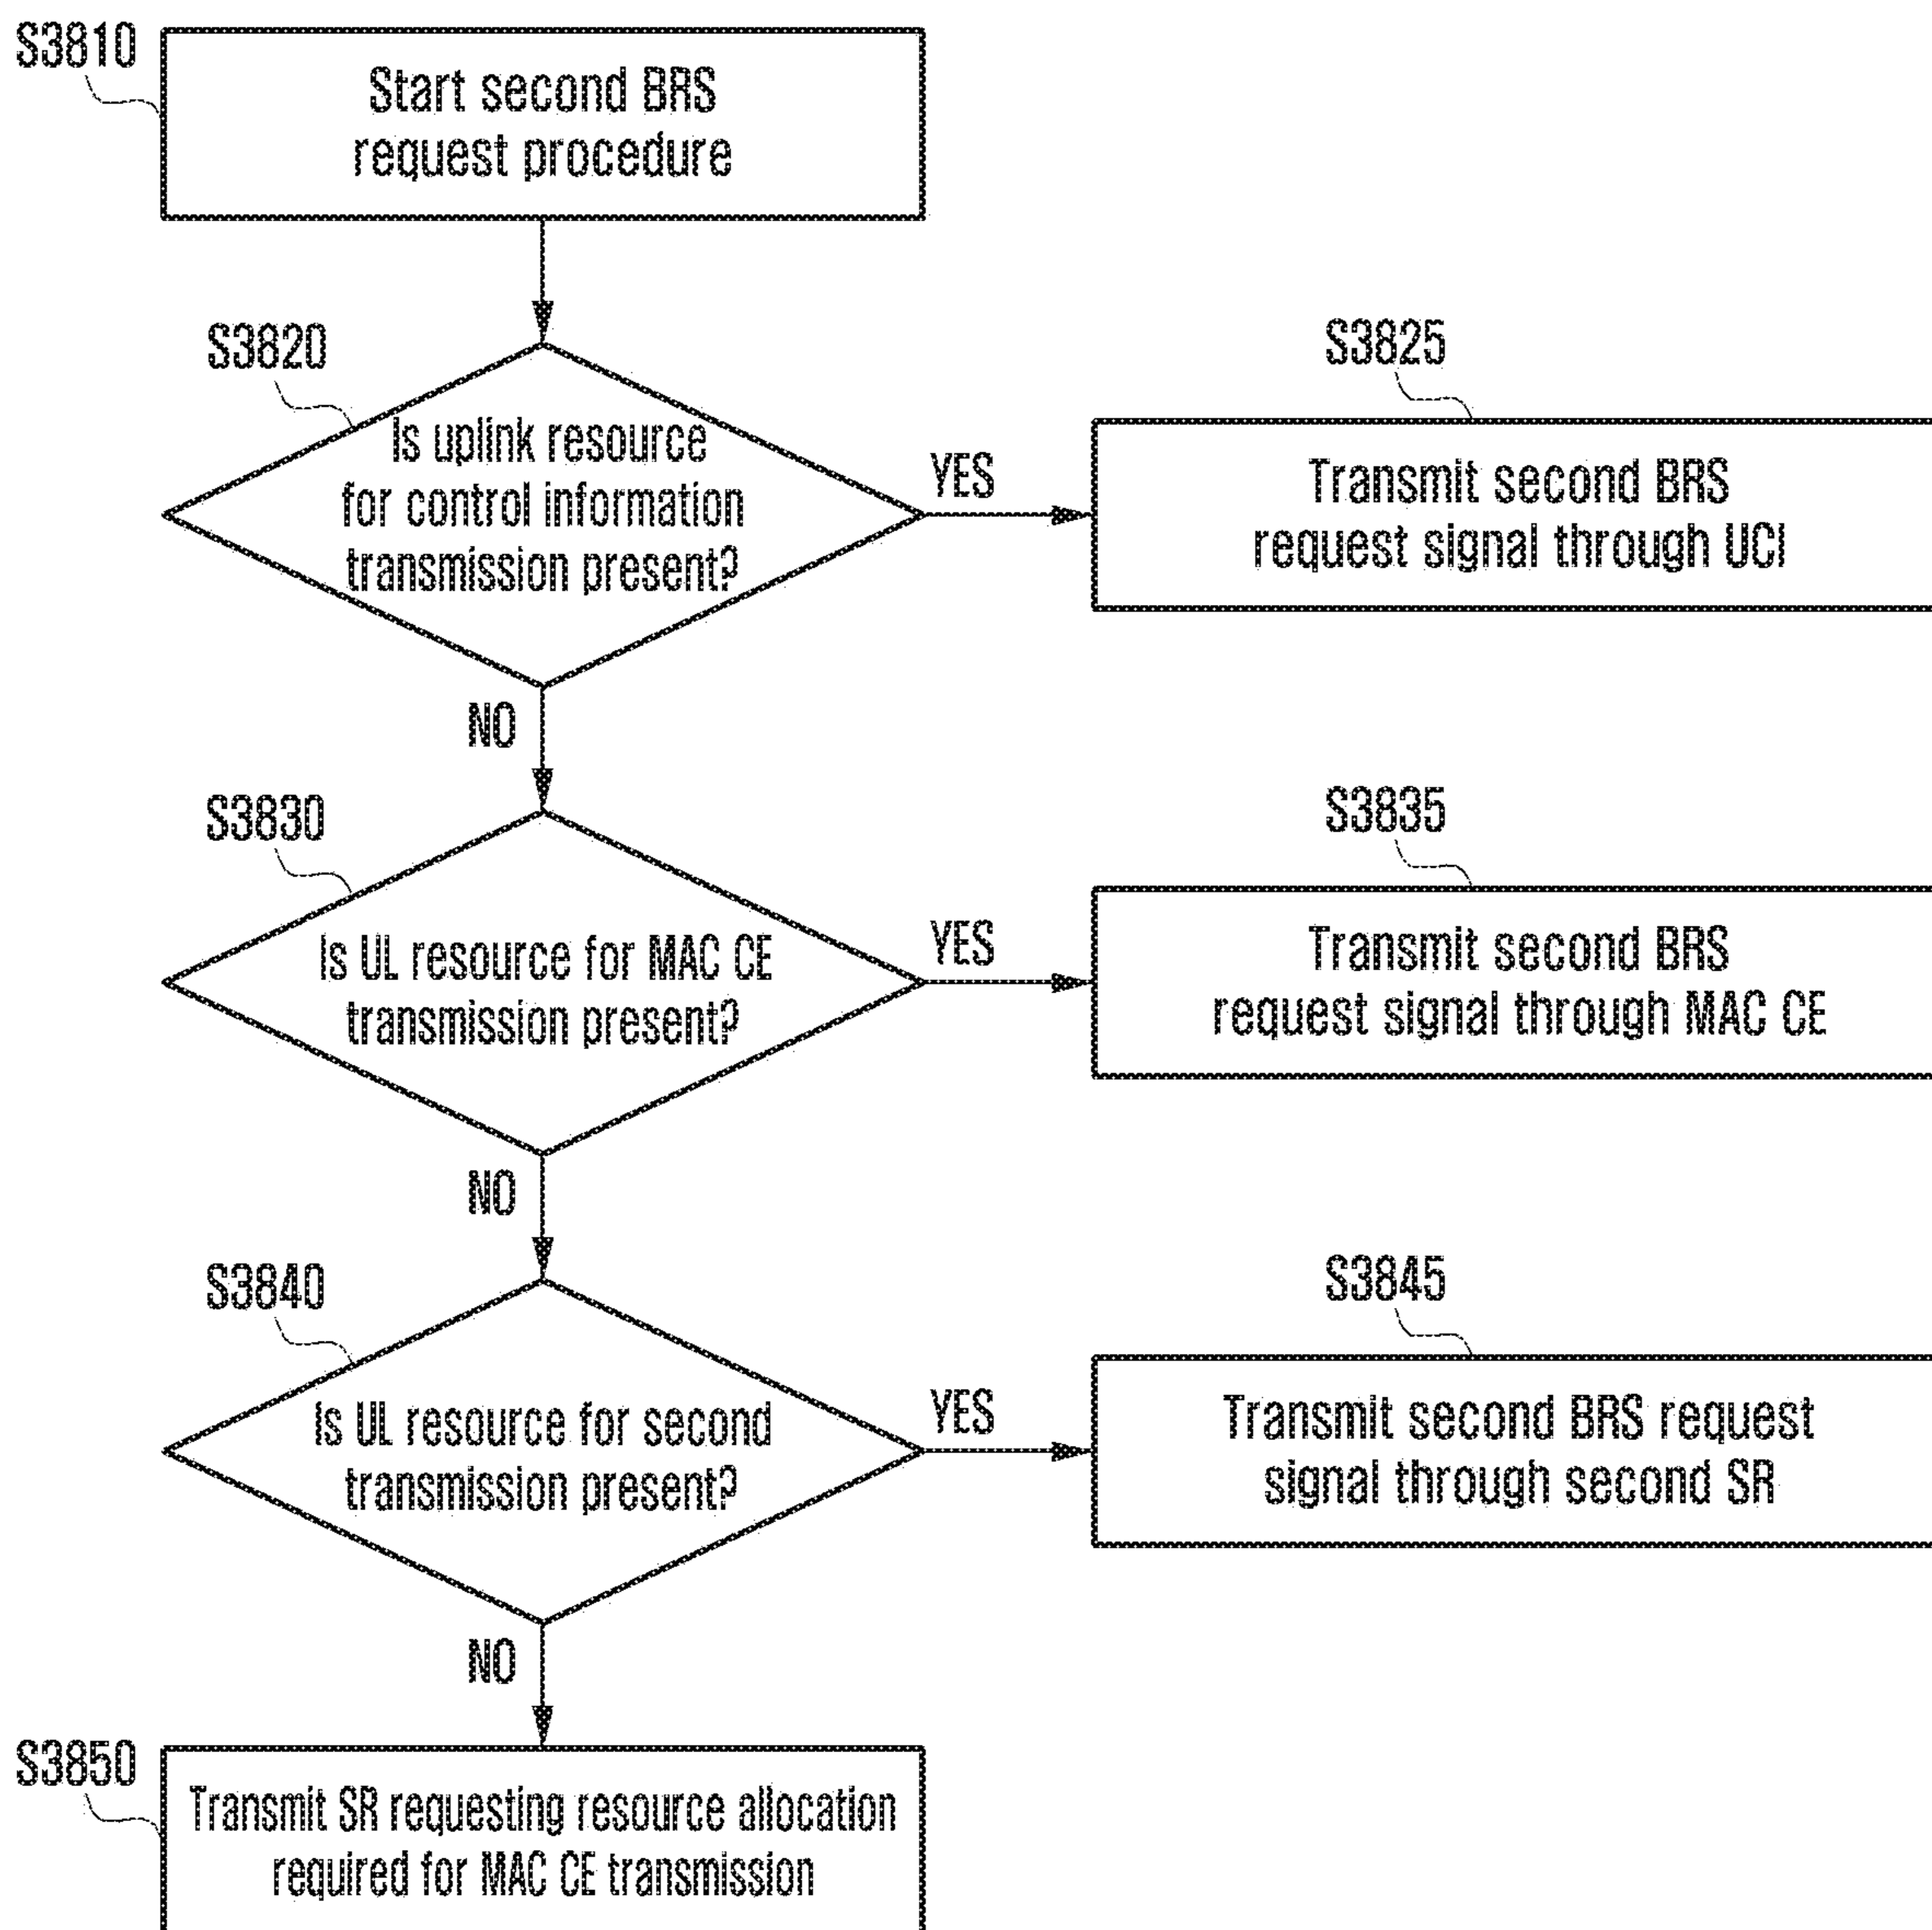 S3810
Start second BRS
request procedure
S3820
Is uplink resource
for control information
transmission present?
YES
S3825
Transmit second BRS
request signal through UCI
NO
S3830
Is UL resource for MAC CE
transmission present?
YES
S3835
Transmit second BRS
request signal through MAC CE
NO
S3840
Is UL resource for second
transmission present?
YES
S3845
Transmit second BRS request
signal through second SR
NO
S3850
Transmit SR requesting resource allocation
required for MAC CE transmission